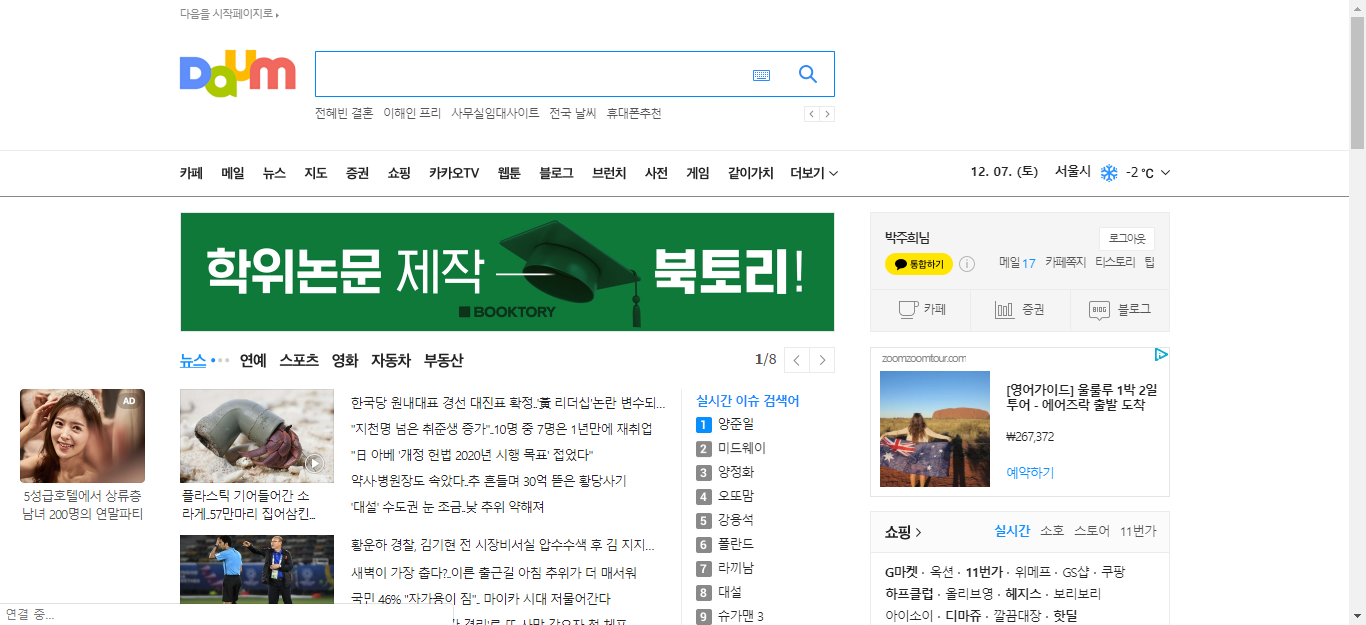 다음을 시작페이지로
Daum
전혜빈 결혼 이해인 프리 사무실임대사이트 전국 날씨 휴대폰추천
카페 메일 뉴스 지도 증권 쇼핑 카카오TV 웹툰 블로그 브런치 사전 게임 같이가치 더보기
12. 07. (토) 서울시 -2 ℃
학위논문 제작 — 북토리!
BOOKTORY
박주희님 로그아웃
통합하기 메일 17 카페쪽지 티스토리 팁
카페 증권 BLOG 블로그
뉴스 연예 스포츠 영화 자동차 부동산
1/8
AD
5성급호텔에서 상류층
남녀 200명의 연말파티
플라스틱 기어들어간 소
라게..57만마리 집어삼킨...
한국당 원내대표 경선 대진표 확정..'黃 리더십'논란 변수되...
"지천명 넘은 취준생 증가"..10명 중 7명은 1년만에 재취업
"日 아베 '개정 헌법 2020년 시행 목표' 접었다"
약사·병원장도 속았다..추 흔들며 30억 뜯은 황당사기
'대설' 수도권 눈 조금..낮 추위 약해져
황운하 경찰, 김기현 전 시장비서실 압수수색 후 김 지지...
새벽이 가장 춥다?..이른 출근길 아침 추위가 더 매서워
국민 46% "자가용이 짐".. 마이카 시대 저물어간다
실시간 이슈 검색어
1 양준일
2 미드웨이
3 양정화
4 오또맘
5 강용석
6 폴란드
7 라끼남
8 대설
9 슈가맨 3
zoomzoomtour.com
[영어가이드] 울룰루 1박 2일
투어 - 에어즈락 출발 도착
₩267,372
예약하기
쇼핑 실시간 소호 스토어 11번가
G마켓 · 옥션 · 11번가 · 위메프 · GS샵 · 쿠팡
하프클럽 · 올리브영 · 헤지스 · 보리보리
아이소이 · 디마쥬 · 깔끔대장 · 핫딜
연결 중...